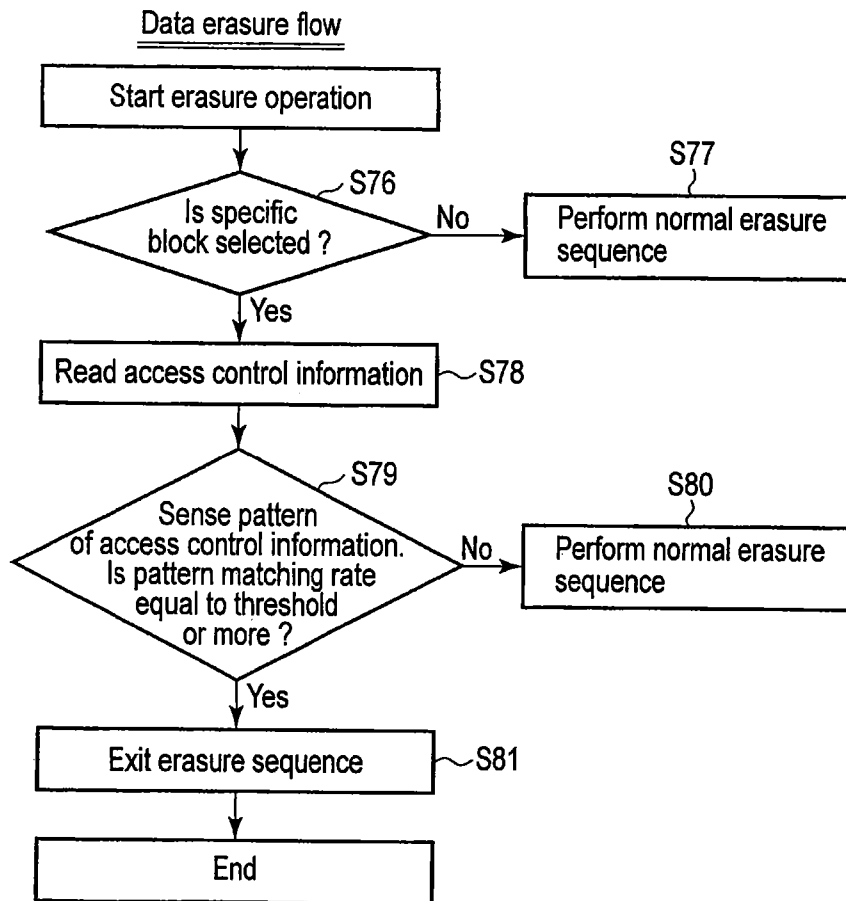 Data erasure flow
Start erasure operation
S76
Is specific
block selected ?
No
S77
Perform normal erasure
sequence
Yes
Read access control information
S78
S79
Sense pattern
of access control information.
Is pattern matching rate
equal to threshold
or more ?
No
S80
Perform normal erasure
sequence
Yes
Exit erasure sequence
S81
End